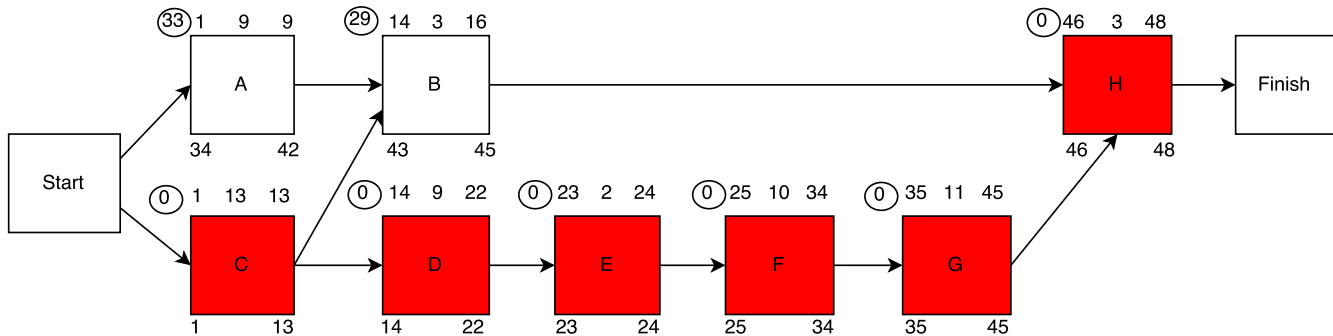 33 1 9 9
29 14 3 16
0 46 3 48
A
B
H
Finish
34 42
43 45
46 48
Start
0 1 13 13
0 14 9 22
0 23 2 24
0 25 10 34
0 35 11 45
C
D
E
F
G
1 13
14 22
23 24
25 34
35 45